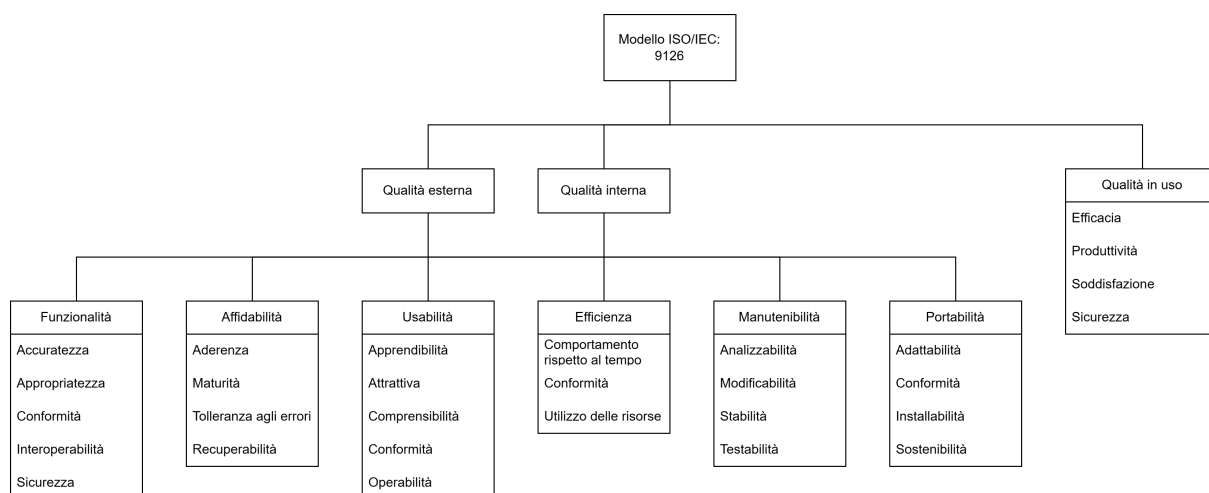 Modello ISO/IEC:
9126
Qualità esterna
Qualità interna
Qualità in uso
Efficacia
Produttività
Soddisfazione
Sicurezza
Funzionalità
Accuratezza
Appropriatezza
Conformità
Interoperabilità
Sicurezza
Affidabilità
Aderenza
Maturità
Tolleranza agli errori
Recuperabilità
Usabilità
Apprendibilità
Attrattiva
Comprensibilità
Conformità
Operabilità
Efficienza
Comportamento
rispetto al tempo
Conformità
Utilizzo delle risorse
Manutenibilità
Analizzabilità
Modificabilità
Stabilità
Testabilità
Portabilità
Adattabilità
Conformità
Installabilità
Sostenibilità